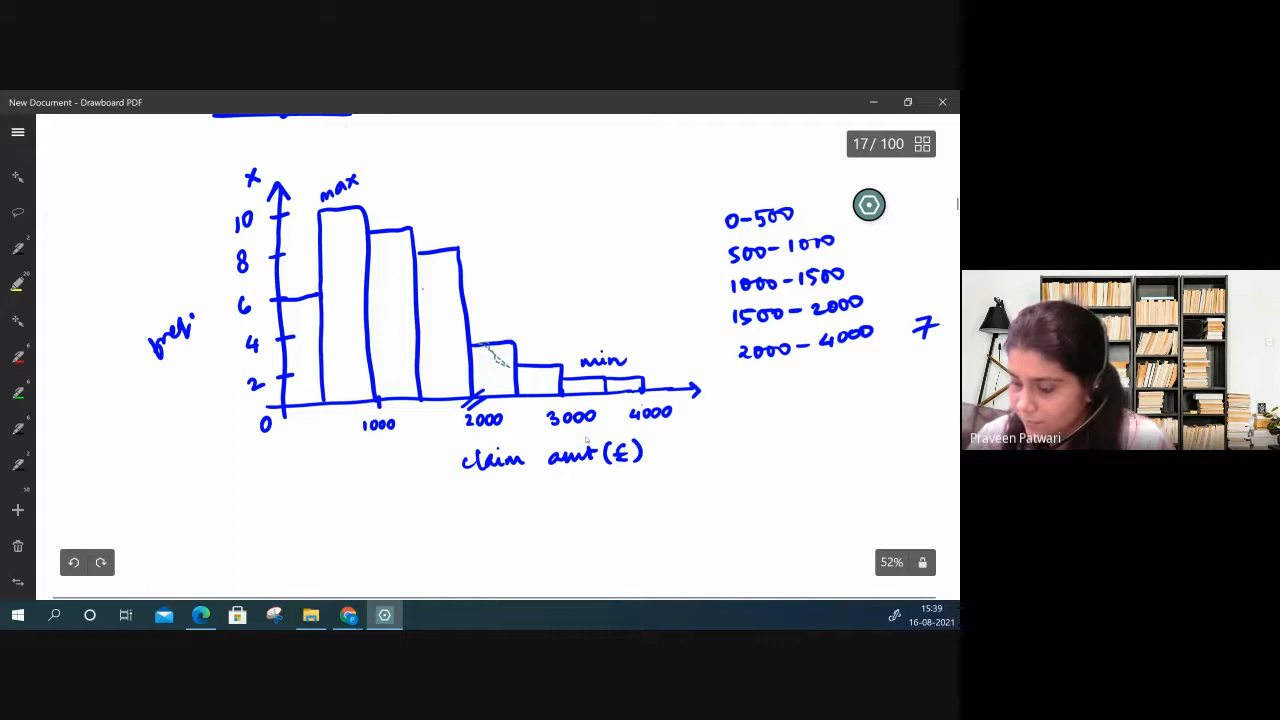 New Document - Drawboard PDF
17 / 100
x
max
10
8
6
4
2
0
1000
2000
3000
4000
min
claim amt (£)
0-500
500-1000
1000-1500
1500-2000
2000-4000
7
Praveen Patwari
52%
15:39
16-08-2021